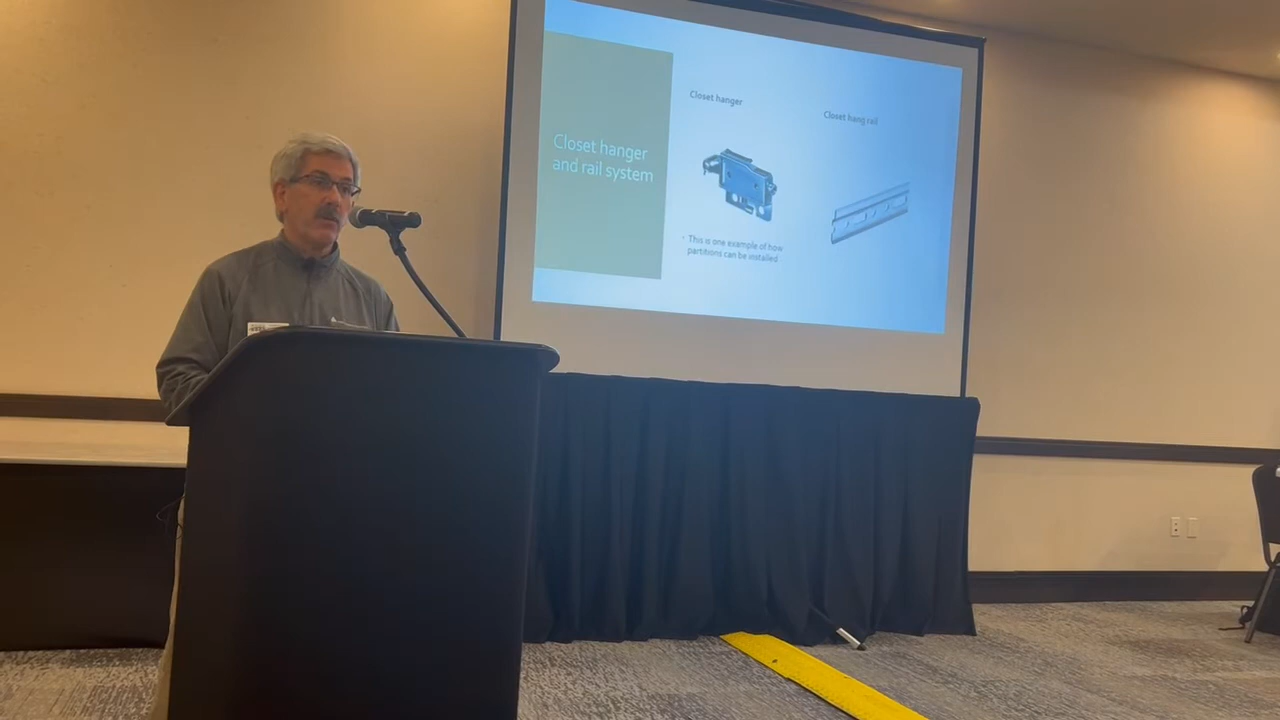 Closet hanger
and rail system
Closet hanger
Closet hang rail
This is one example of how
partitions can be installed